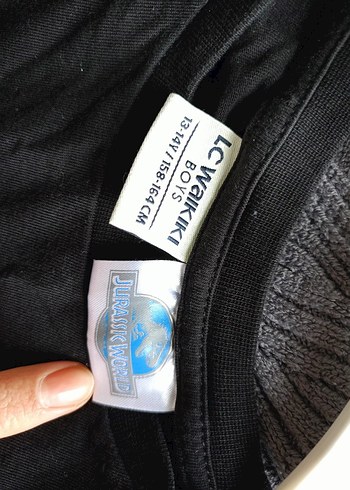 LC WAIKIKI
BOYS
13-14Y / 158-164 CM
JURASSIC WORLD